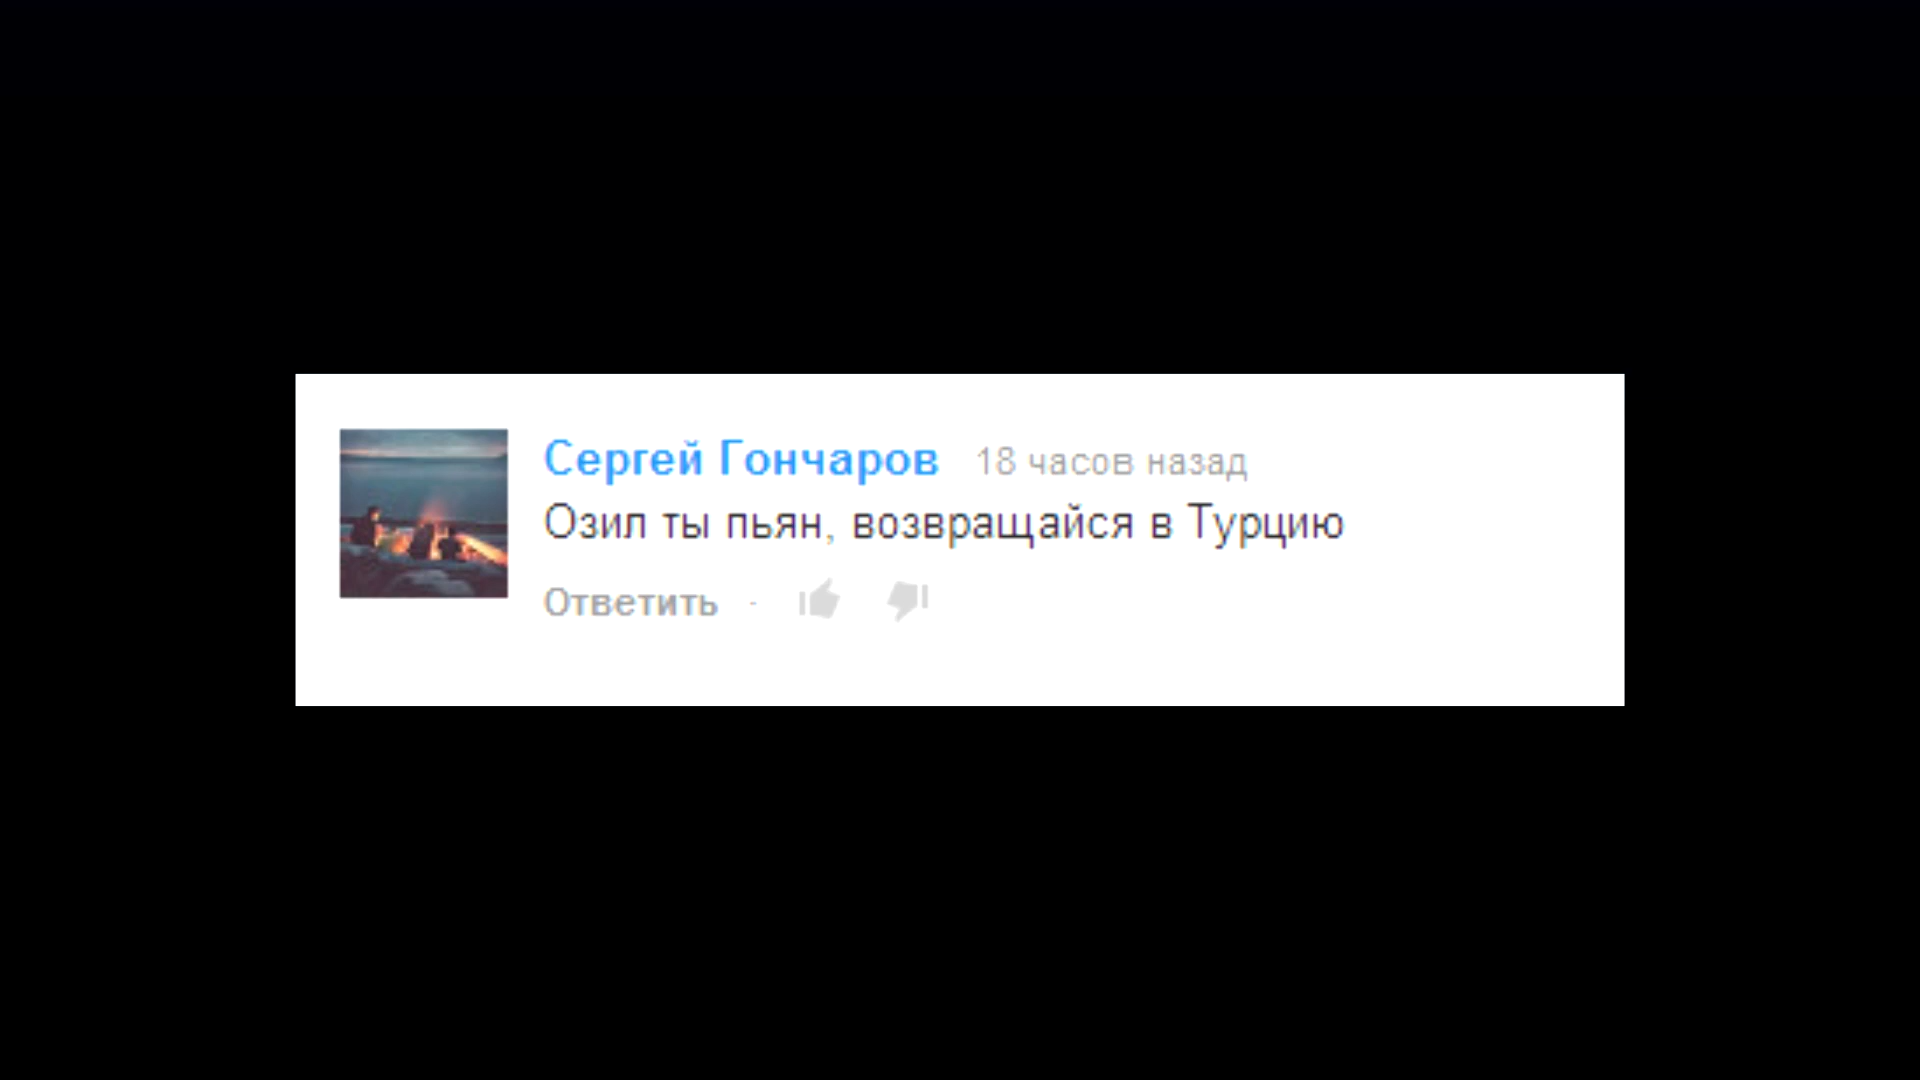 Сергей Гончаров 18 часов назад
Озил ты пьян, возвращайся в Турцию
Ответить ·